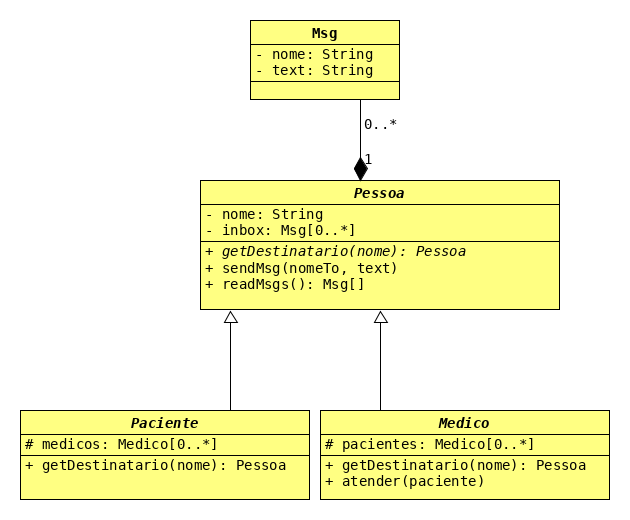 Msg
- nome: String
- text: String
0..*
1
Pessoa
- nome: String
- inbox: Msg[0..*]
+ getDestinatario(nome): Pessoa
+ sendMsg(nomeTo, text)
+ readMsgs(): Msg[]
Paciente
# medicos: Medico[0..*]
+ getDestinatario(nome): Pessoa
Medico
# pacientes: Medico[0..*]
+ getDestinatario(nome): Pessoa
+ atender(paciente)